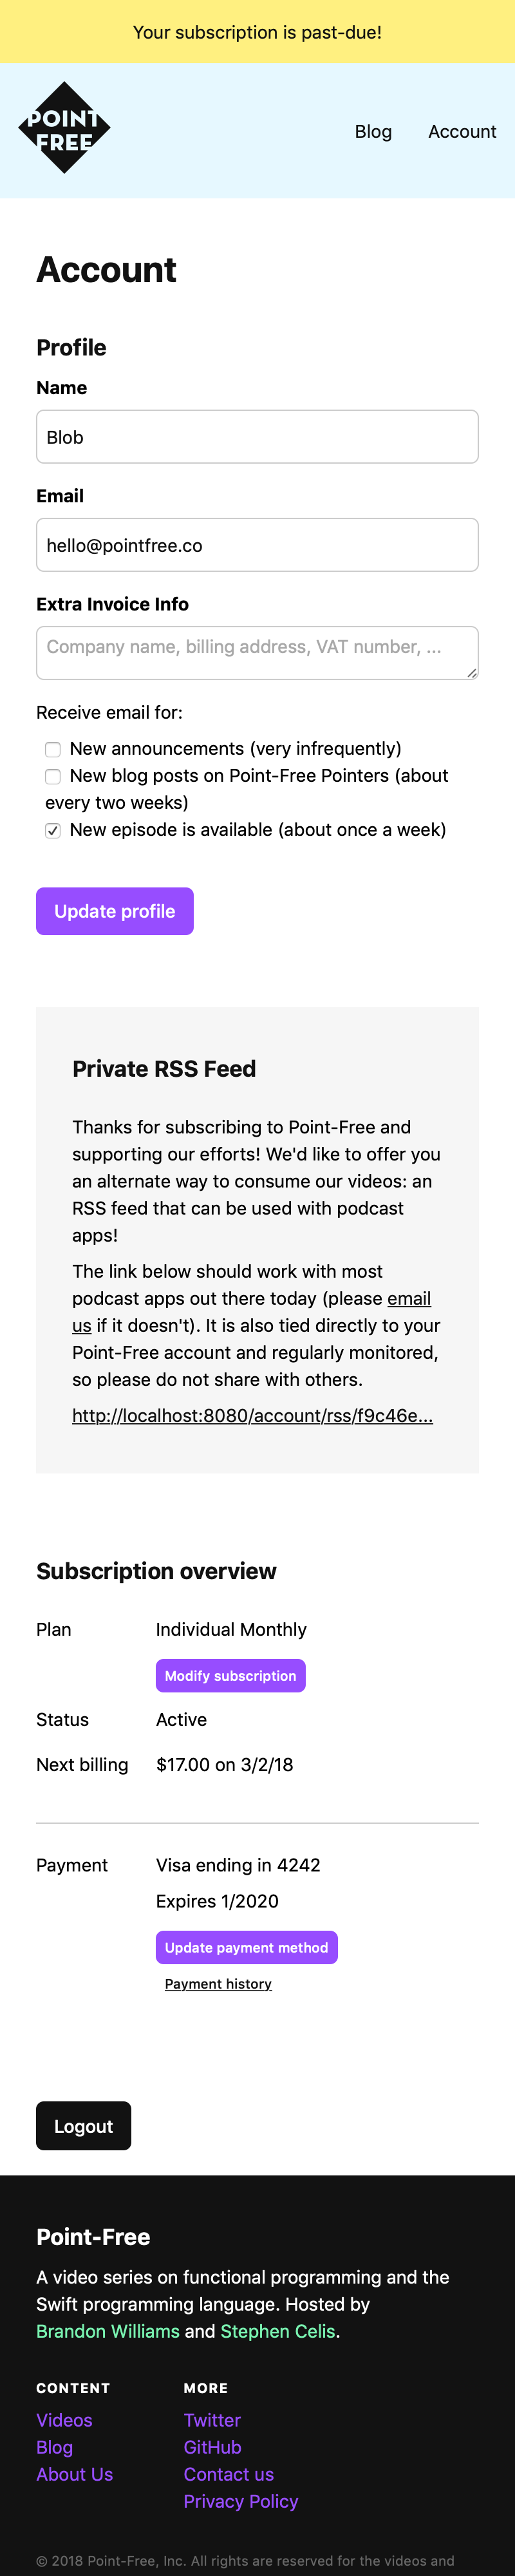 Your subscription is past-due!
POINT
FREE
Blog
Account
Account
Profile
Name
Blob
Email
hello@pointfree.co
Extra Invoice Info
Company name, billing address, VAT number, ...
Receive email for:
New announcements (very infrequently)
New blog posts on Point-Free Pointers (about
every two weeks)
New episode is available (about once a week)
Update profile
Private RSS Feed
Thanks for subscribing to Point-Free and
supporting our efforts! We'd like to offer you
an alternate way to consume our videos: an
RSS feed that can be used with podcast
apps!
The link below should work with most
podcast apps out there today (please email
us if it doesn't). It is also tied directly to your
Point-Free account and regularly monitored,
so please do not share with others.
http://localhost:8080/account/rss/f9c46e...
Subscription overview
Plan
Individual Monthly
Modify subscription
Status
Active
Next billing
$17.00 on 3/2/18
Payment
Visa ending in 4242
Expires 1/2020
Update payment method
Payment history
Logout
Point-Free
A video series on functional programming and the
Swift programming language. Hosted by
Brandon Williams and Stephen Celis.
CONTENT
Videos
Blog
About Us
MORE
Twitter
GitHub
Contact us
Privacy Policy
© 2018 Point-Free, Inc. All rights are reserved for the videos and